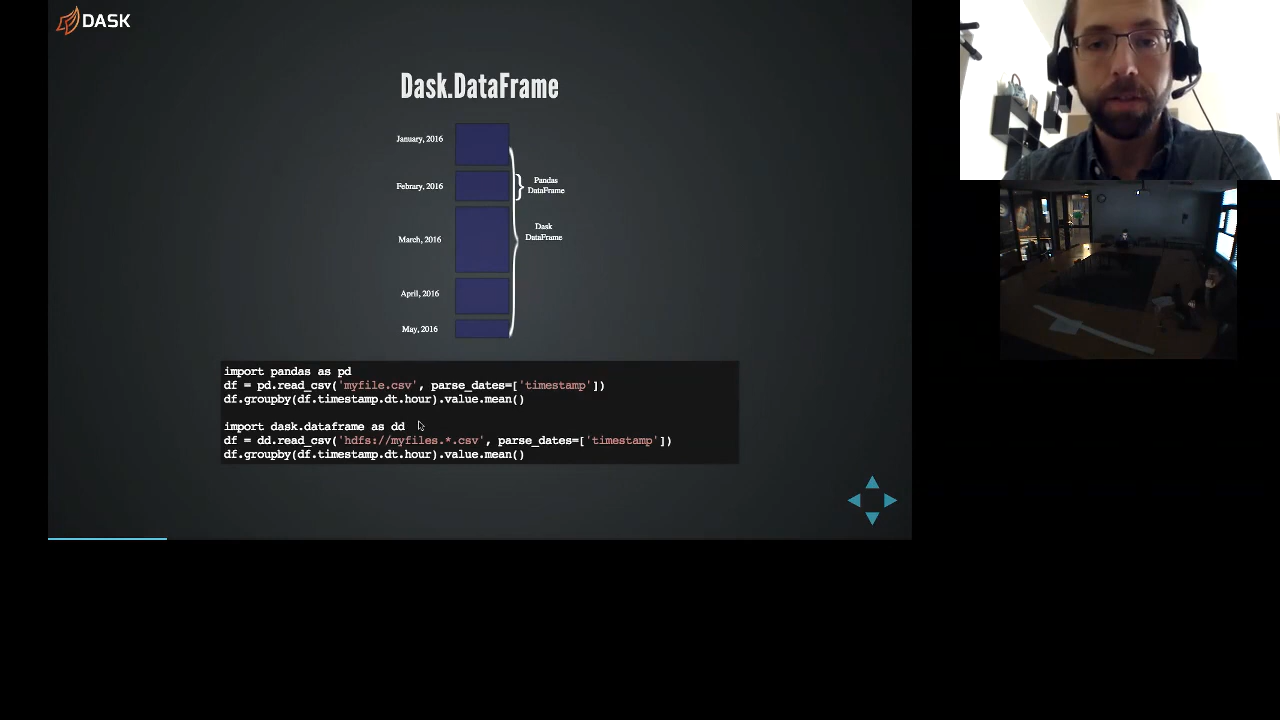 DASK
Dask.DataFrame
January, 2016
Febrary, 2016
Pandas
DataFrame
March, 2016
Dask
DataFrame
April, 2016
May, 2016
import pandas as pd
df = pd.read_csv('myfile.csv', parse_dates=['timestamp'])
df.groupby(df.timestamp.dt.hour).value.mean()
import dask.dataframe as dd
df = dd.read_csv('hdfs://myfiles.*.csv', parse_dates=['timestamp'])
df.groupby(df.timestamp.dt.hour).value.mean()